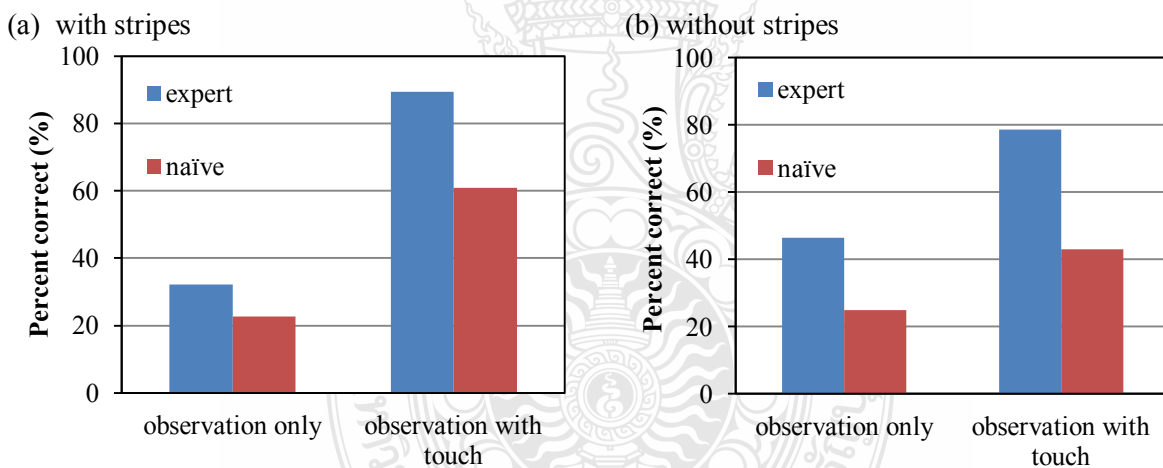 (a) with stripes
100
80
60
40
20
0
Percent correct (%)
expert
naïve
observation only
observation with
touch
(b) without stripes
100
80
60
40
20
0
Percent correct (%)
expert
naïve
observation only
observation with
touch